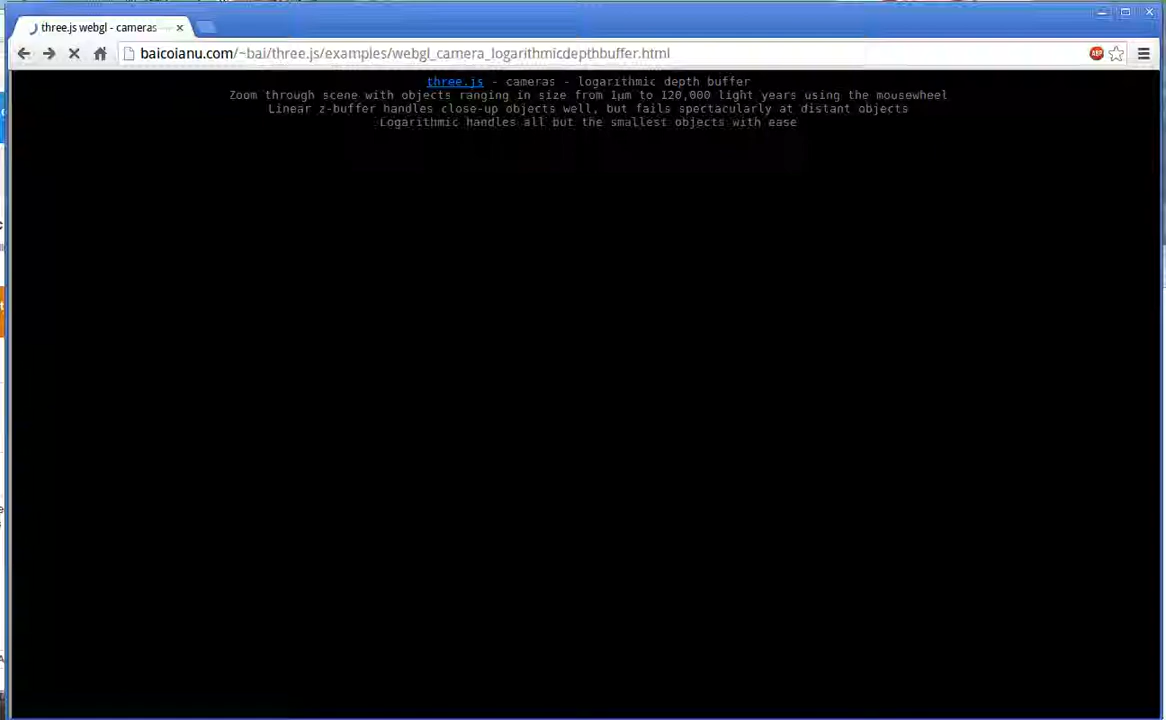 three.js webgl - cameras
baicoianu.com/~bai/three.js/examples/webgl_camera_logarithmicdepthbuffer.html
ABP
three.js - cameras - logarithmic depth buffer
Zoom through scene with objects ranging in size from 1µm to 120,000 light years using the mousewheel
Linear z-buffer handles close-up objects well, but fails spectacularly at distant objects
Logarithmic handles all but the smallest objects with ease